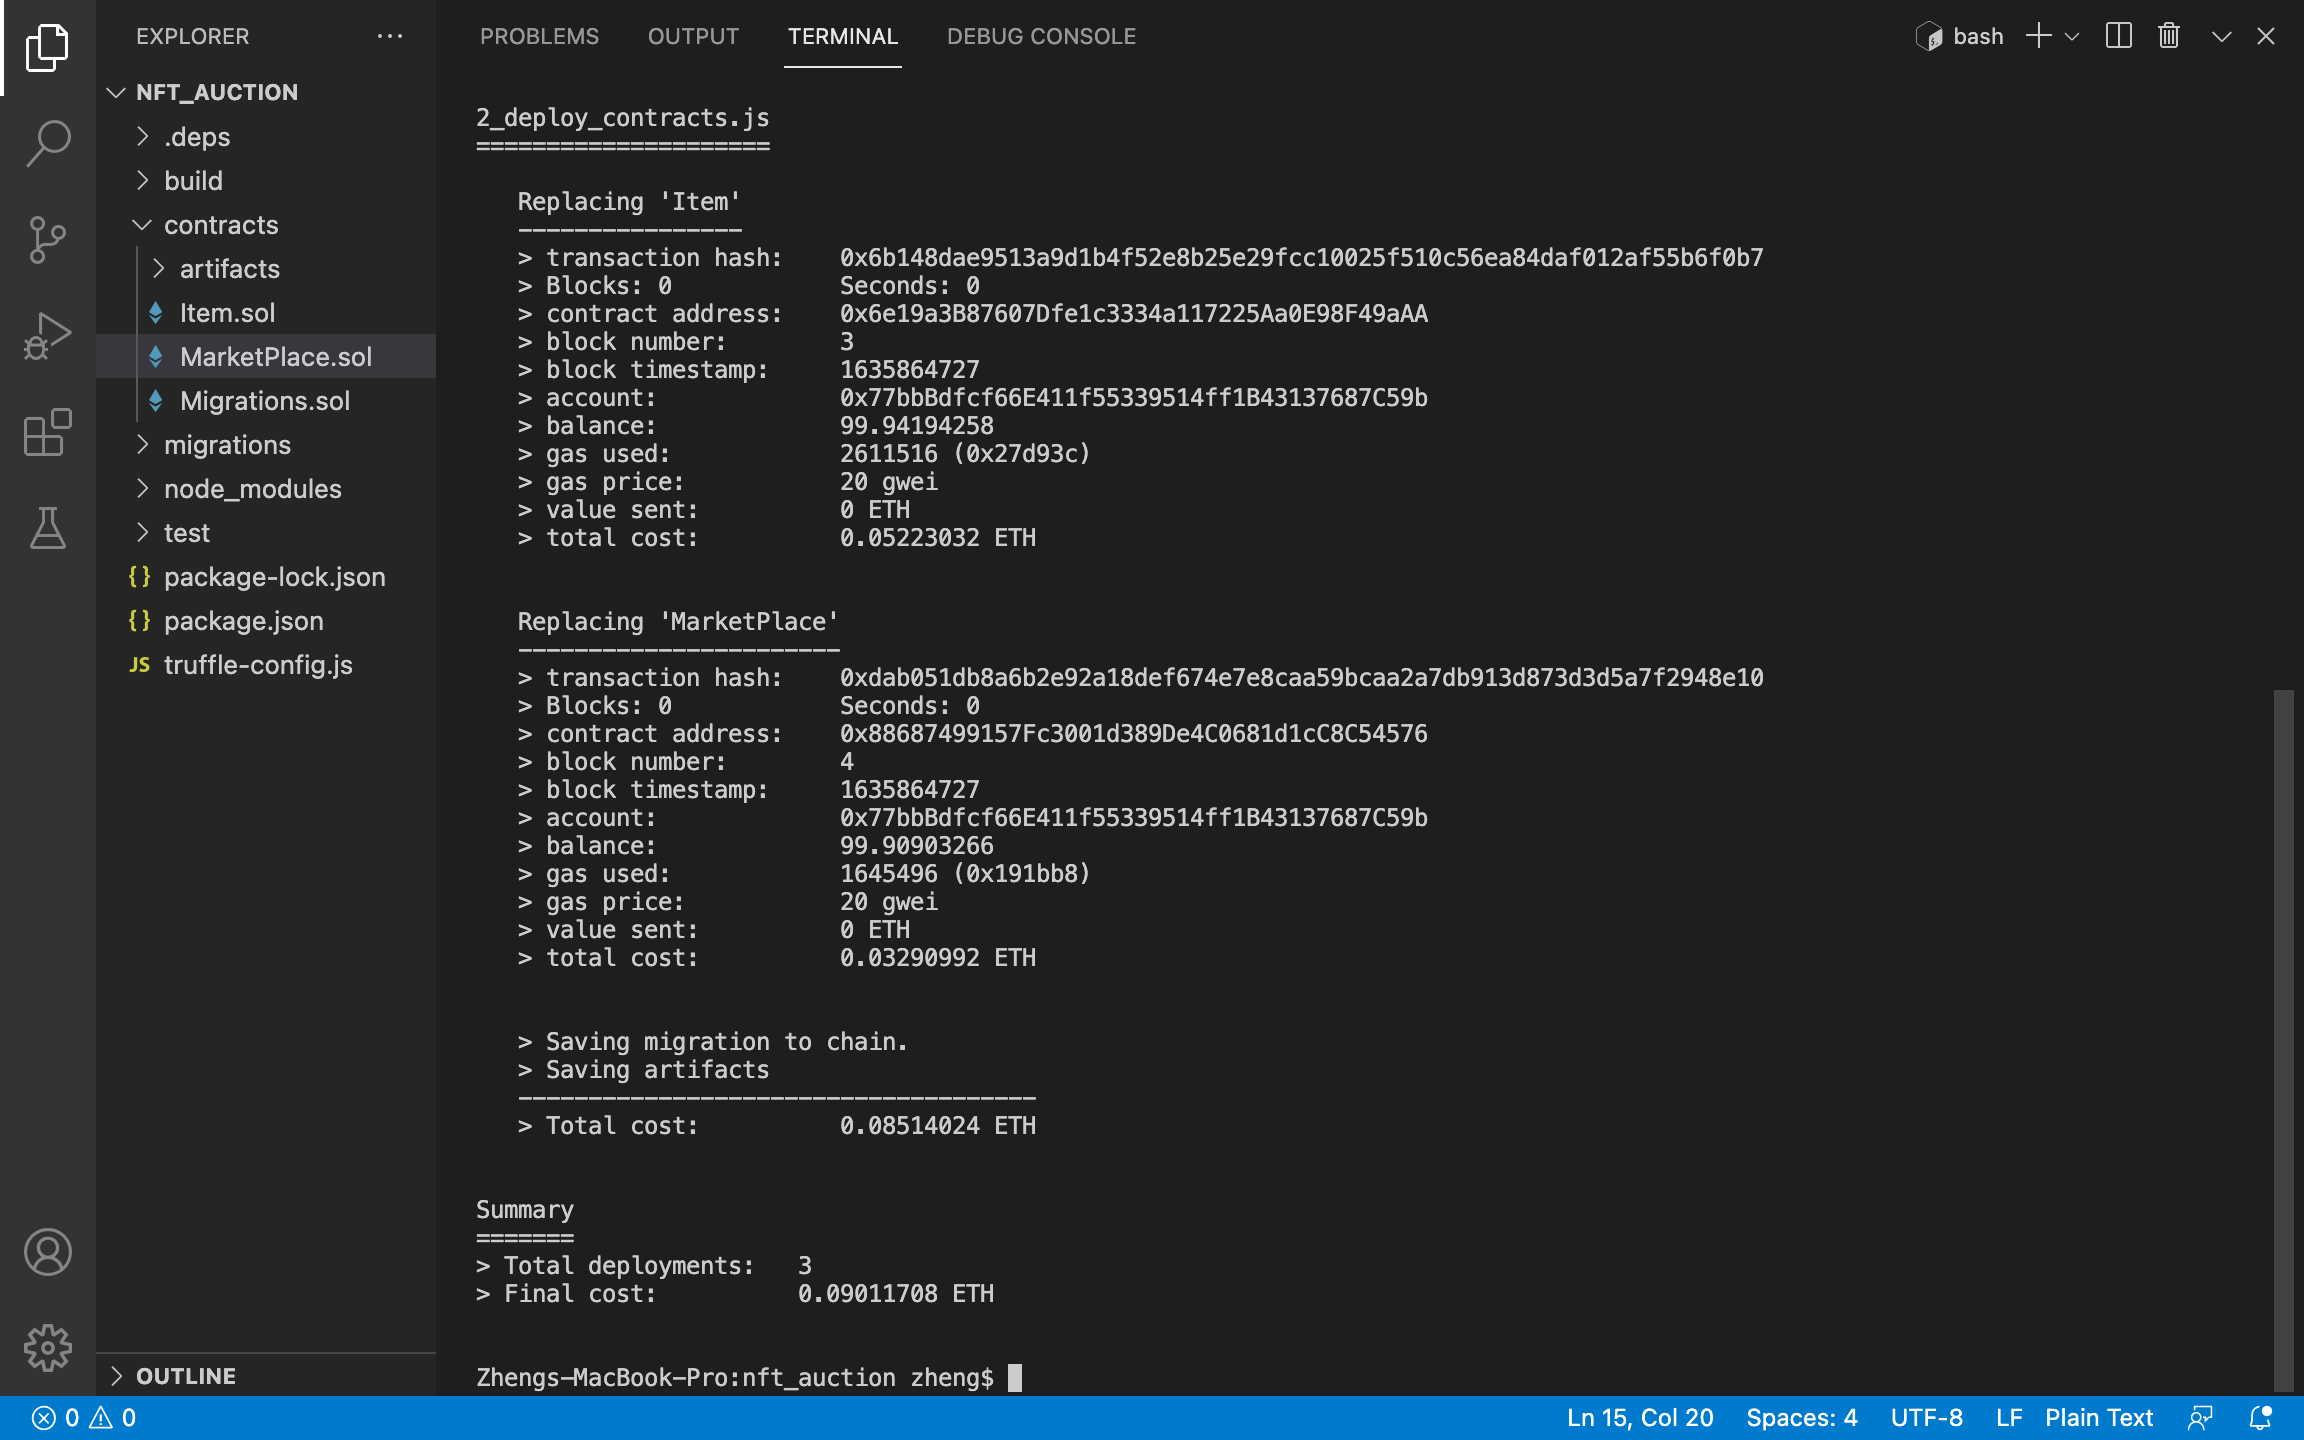 EXPLORER
NFT_AUCTION
.deps
build
contracts
artifacts
Item.sol
MarketPlace.sol
Migrations.sol
migrations
node_modules
test
{} package-lock.json
{} package.json
JS truffle-config.js
OUTLINE
PROBLEMS OUTPUT TERMINAL DEBUG CONSOLE
bash
2_deploy_contracts.js
=====================
Replacing 'Item'
----------------
> transaction hash: 0x6b148dae9513a9d1b4f52e8b25e29fcc10025f510c56ea84daf012af55b6f0b7
> Blocks: 0 Seconds: 0
> contract address: 0x6e19a3B87607Dfe1c3334a117225Aa0E98F49aAA
> block number: 3
> block timestamp: 1635864727
> account: 0x77bbBdfcf66E411f55339514ff1B43137687C59b
> balance: 99.94194258
> gas used: 2611516 (0x27d93c)
> gas price: 20 gwei
> value sent: 0 ETH
> total cost: 0.05223032 ETH
Replacing 'MarketPlace'
-----------------------
> transaction hash: 0xdab051db8a6b2e92a18def674e7e8caa59bcaa2a7db913d873d3d5a7f2948e10
> Blocks: 0 Seconds: 0
> contract address: 0x88687499157Fc3001d389De4C0681d1cC8C54576
> block number: 4
> block timestamp: 1635864727
> account: 0x77bbBdfcf66E411f55339514ff1B43137687C59b
> balance: 99.90903266
> gas used: 1645496 (0x191bb8)
> gas price: 20 gwei
> value sent: 0 ETH
> total cost: 0.03290992 ETH
> Saving migration to chain.
> Saving artifacts
-------------------------------------
> Total cost: 0.08514024 ETH
Summary
=======
> Total deployments: 3
> Final cost: 0.09011708 ETH
Zhengs-MacBook-Pro:nft_auction zheng$
0 0 Ln 15, Col 20 Spaces: 4 UTF-8 LF Plain Text